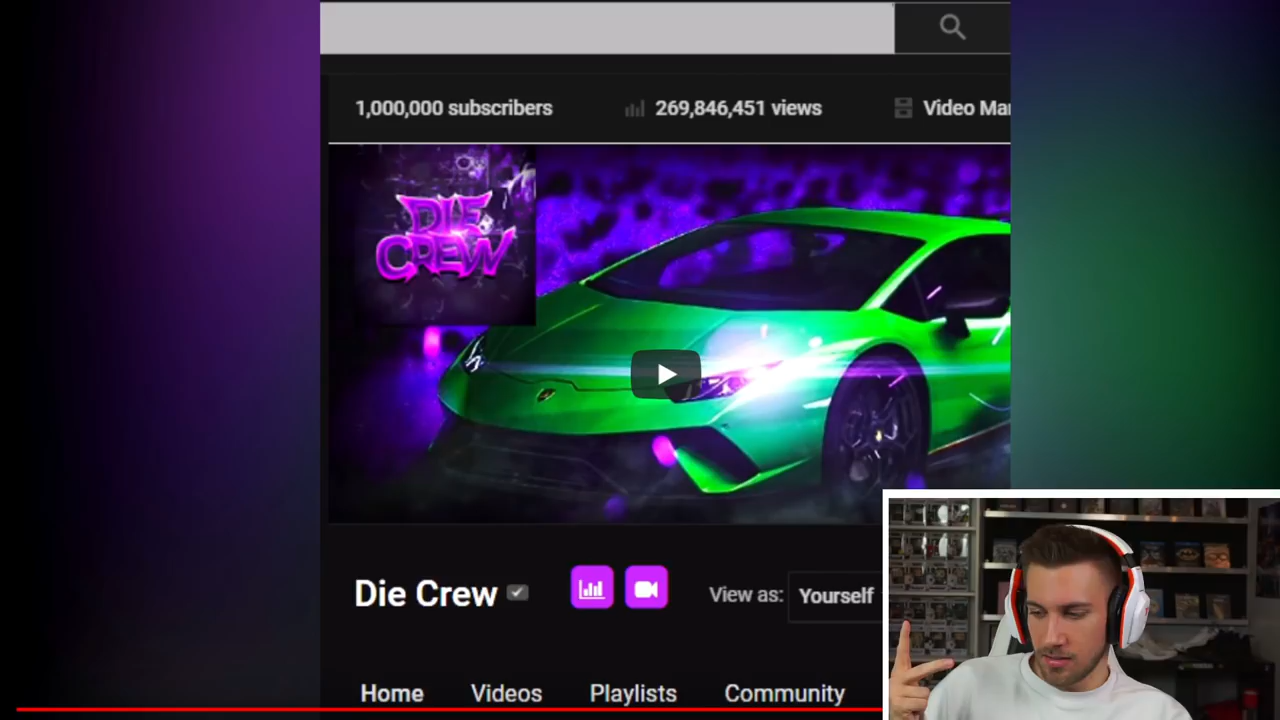 1,000,000 subscribers 269,846,451 views Video Ma
DIE
CREW
Die Crew View as: Yourself
Home Videos Playlists Community